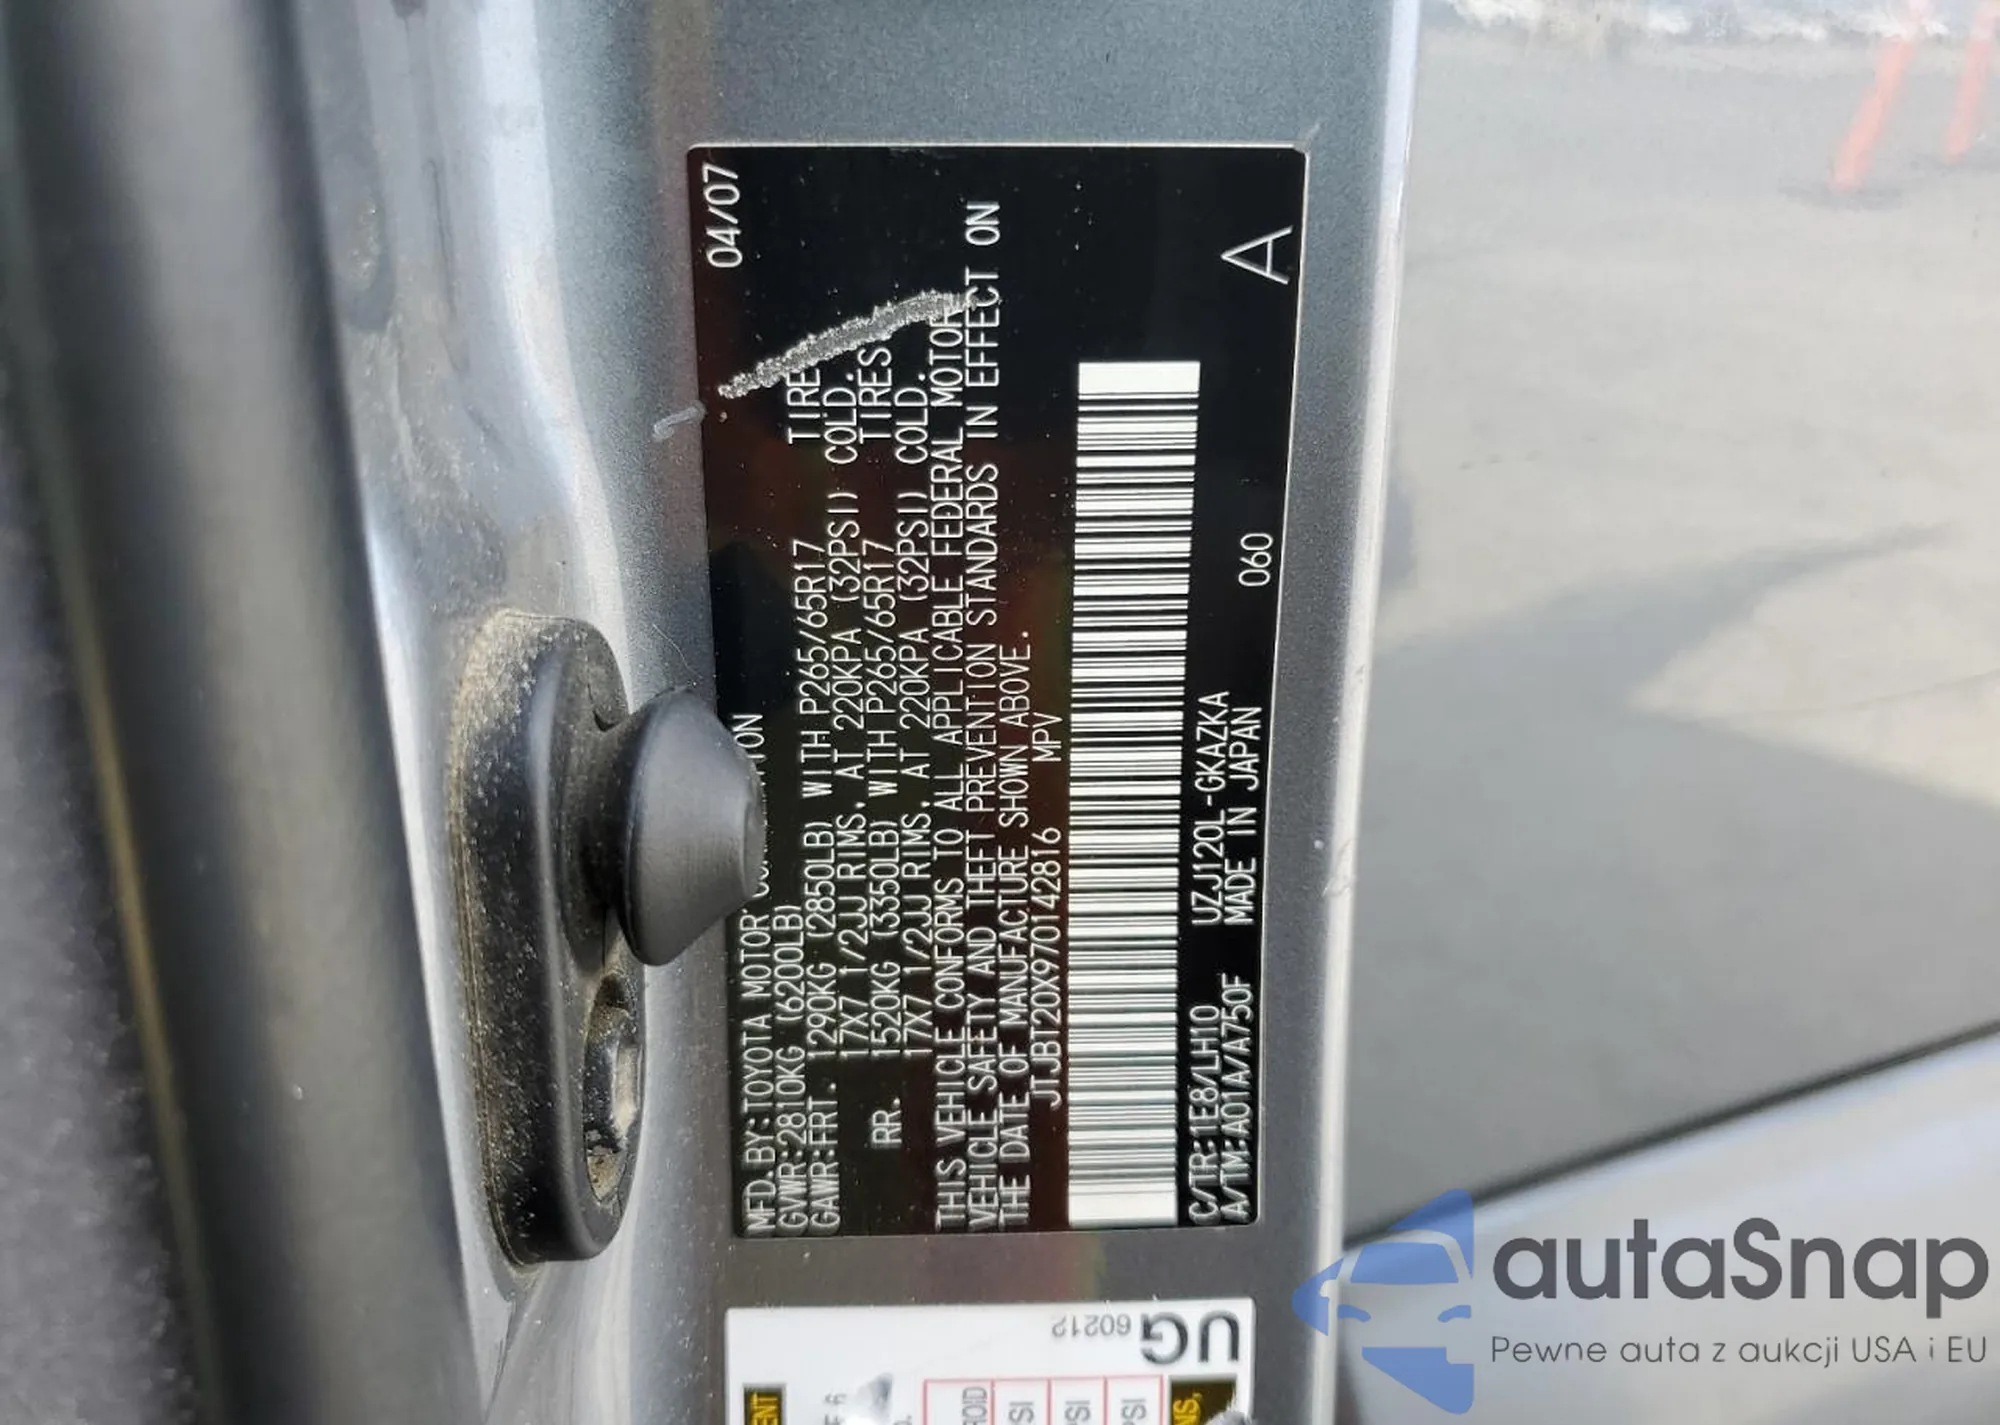 04/07
MFD. BY: TOYOTA MOTOR
GVWR: 2810KG (6200LB)
GAWR: FRT. 1290KG (2850LB) WITH P265/65R17 TIRES
17X7 1/2JJ RIMS. AT 220KPA (32PSI) COLD.
RR. 1520KG (3350LB) WITH P265/65R17 TIRES
17X7 1/2JJ RIMS. AT 220KPA (32PSI) COLD.
THIS VEHICLE CONFORMS TO ALL APPLICABLE FEDERAL MOTOR
VEHICLE SAFETY AND THEFT PREVENTION STANDARDS IN EFFECT ON
THE DATE OF MANUFACTURE SHOWN ABOVE.
JTJBT20X970142816 MPV
C/TR: 1E8/LH10 UZJ120L-GKAZKA 060 A
A/TM: A01A/A750F MADE IN JAPAN
UG
60212
autaSnap
Pewne auta z aukcji USA i EU